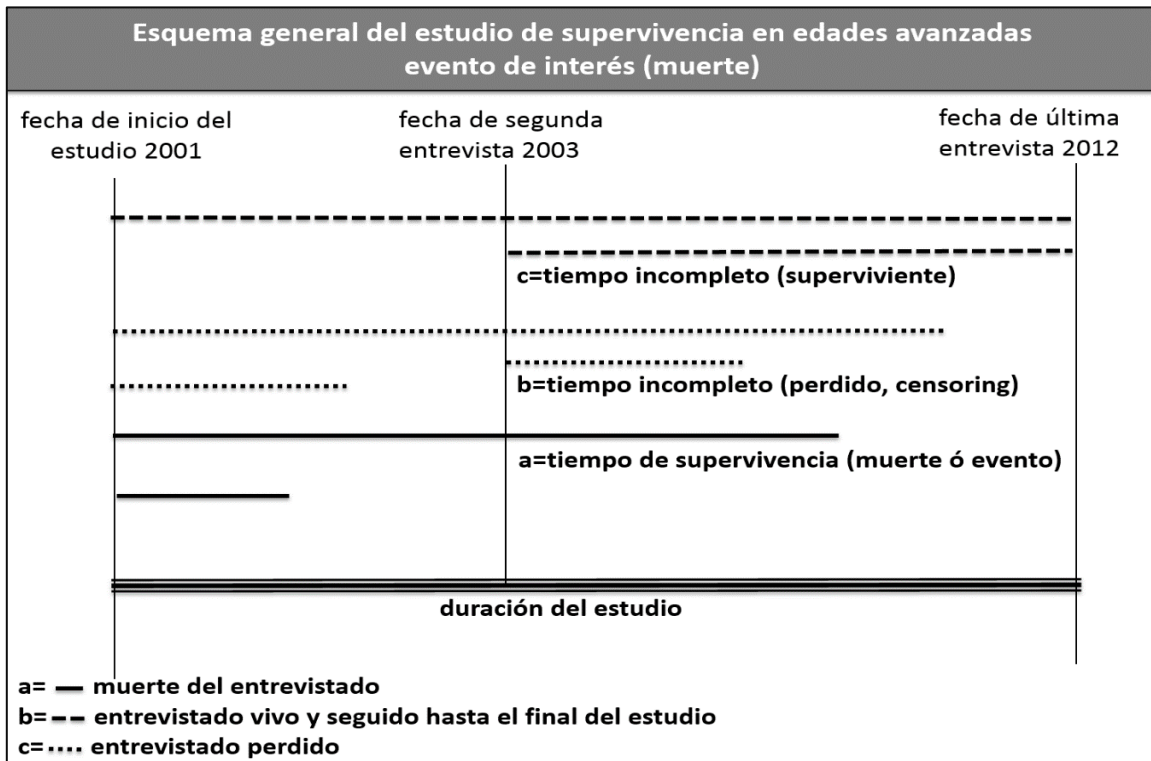 Esquema general del estudio de supervivencia en edades avanzadas
evento de interés (muerte)
fecha de inicio del
estudio 2001
fecha de segunda
entrevista 2003
fecha de última
entrevista 2012
c=tiempo incompleto (superviviente)
b=tiempo incompleto (perdido, censoring)
a=tiempo de supervivencia (muerte ó evento)
duración del estudio
a= muerte del entrevistado
b= entrevistado vivo y seguido hasta el final del estudio
c= entrevistado perdido